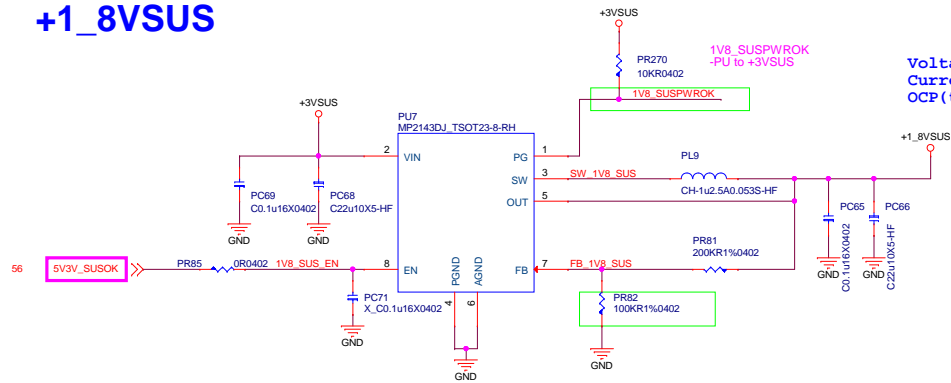 +1_8VSUS
+3VSUS
PR270
10KR0402
1V8_SUSPWROK
-PU to +3VSUS
Volta
Curre
OCP(
1V8_SUSPWROK
+3VSUS
PU7
MP2143DJ_TSOT23-8-RH
+1_8VSUS
2
VIN
PG
1
SW
3
SW_1V8_SUS
PL9
CH-1u2.5A0.053S-HF
OUT
5
PC69
C0.1u16X0402
PC68
C22u10X5-HF
GND
GND
PC65
C0.1u16X0402
PC66
C22u10X5-HF
GND
GND
PR81
200KR1%0402
56
5V3V_SUSOK
PR85
0R0402
1V8_SUS_EN
8
EN
FB
7
FB_1V8_SUS
PGND
AGND
4
6
PC71
X_C0.1u16X0402
GND
PR82
100KR1%0402
GND
GND